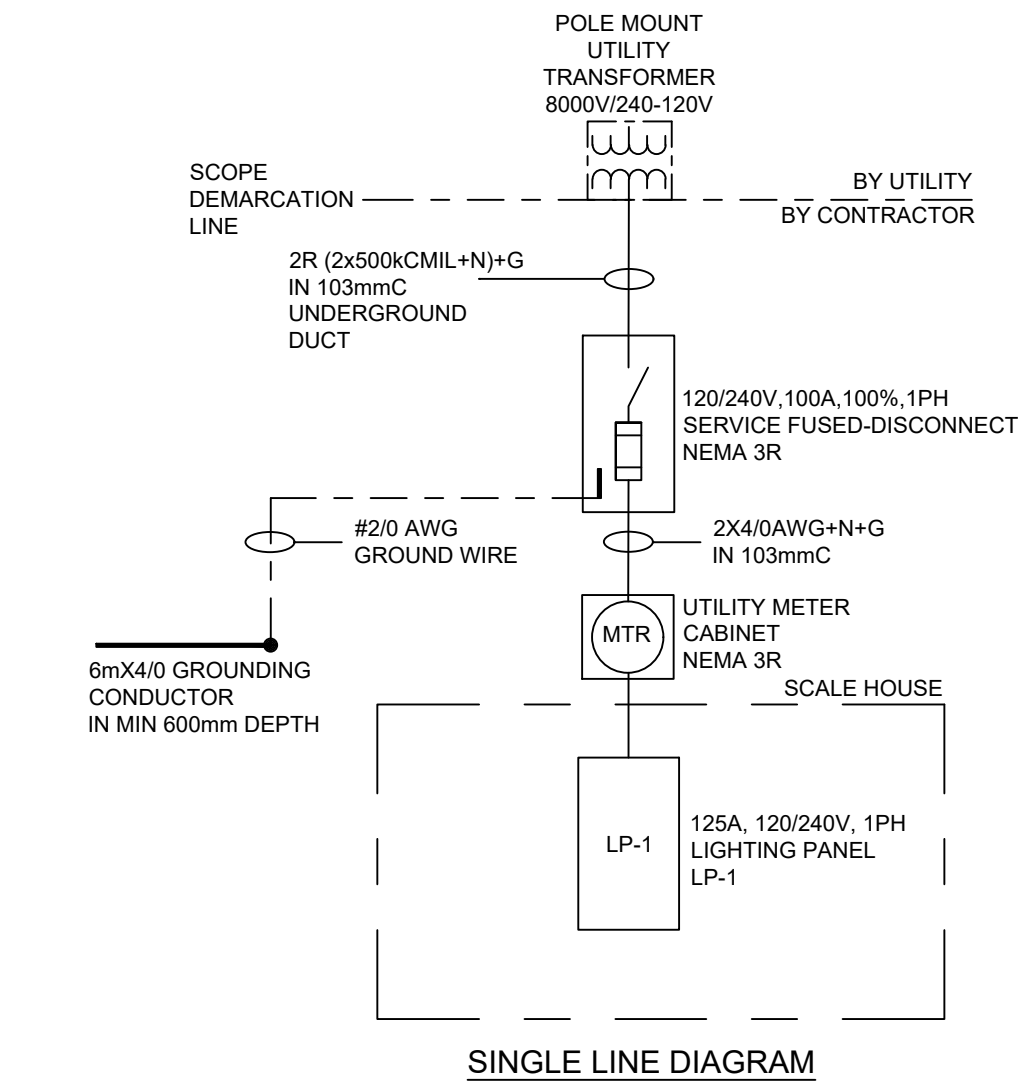 POLE MOUNT
UTILITY
TRANSFORMER
8000V/240-120V
SCOPE
DEMARCATION
LINE
BY UTILITY
BY CONTRACTOR
2R (2x500kCMIL+N)+G
IN 103mmC
UNDERGROUND
DUCT
120/240V,100A,100%,1PH
SERVICE FUSED-DISCONNECT
NEMA 3R
#2/0 AWG
GROUND WIRE
2X4/0AWG+N+G
IN 103mmC
MTR
UTILITY METER
CABINET
NEMA 3R
6mX4/0 GROUNDING
CONDUCTOR
IN MIN 600mm DEPTH
SCALE HOUSE
LP-1
125A, 120/240V, 1PH
LIGHTING PANEL
LP-1
SINGLE LINE DIAGRAM